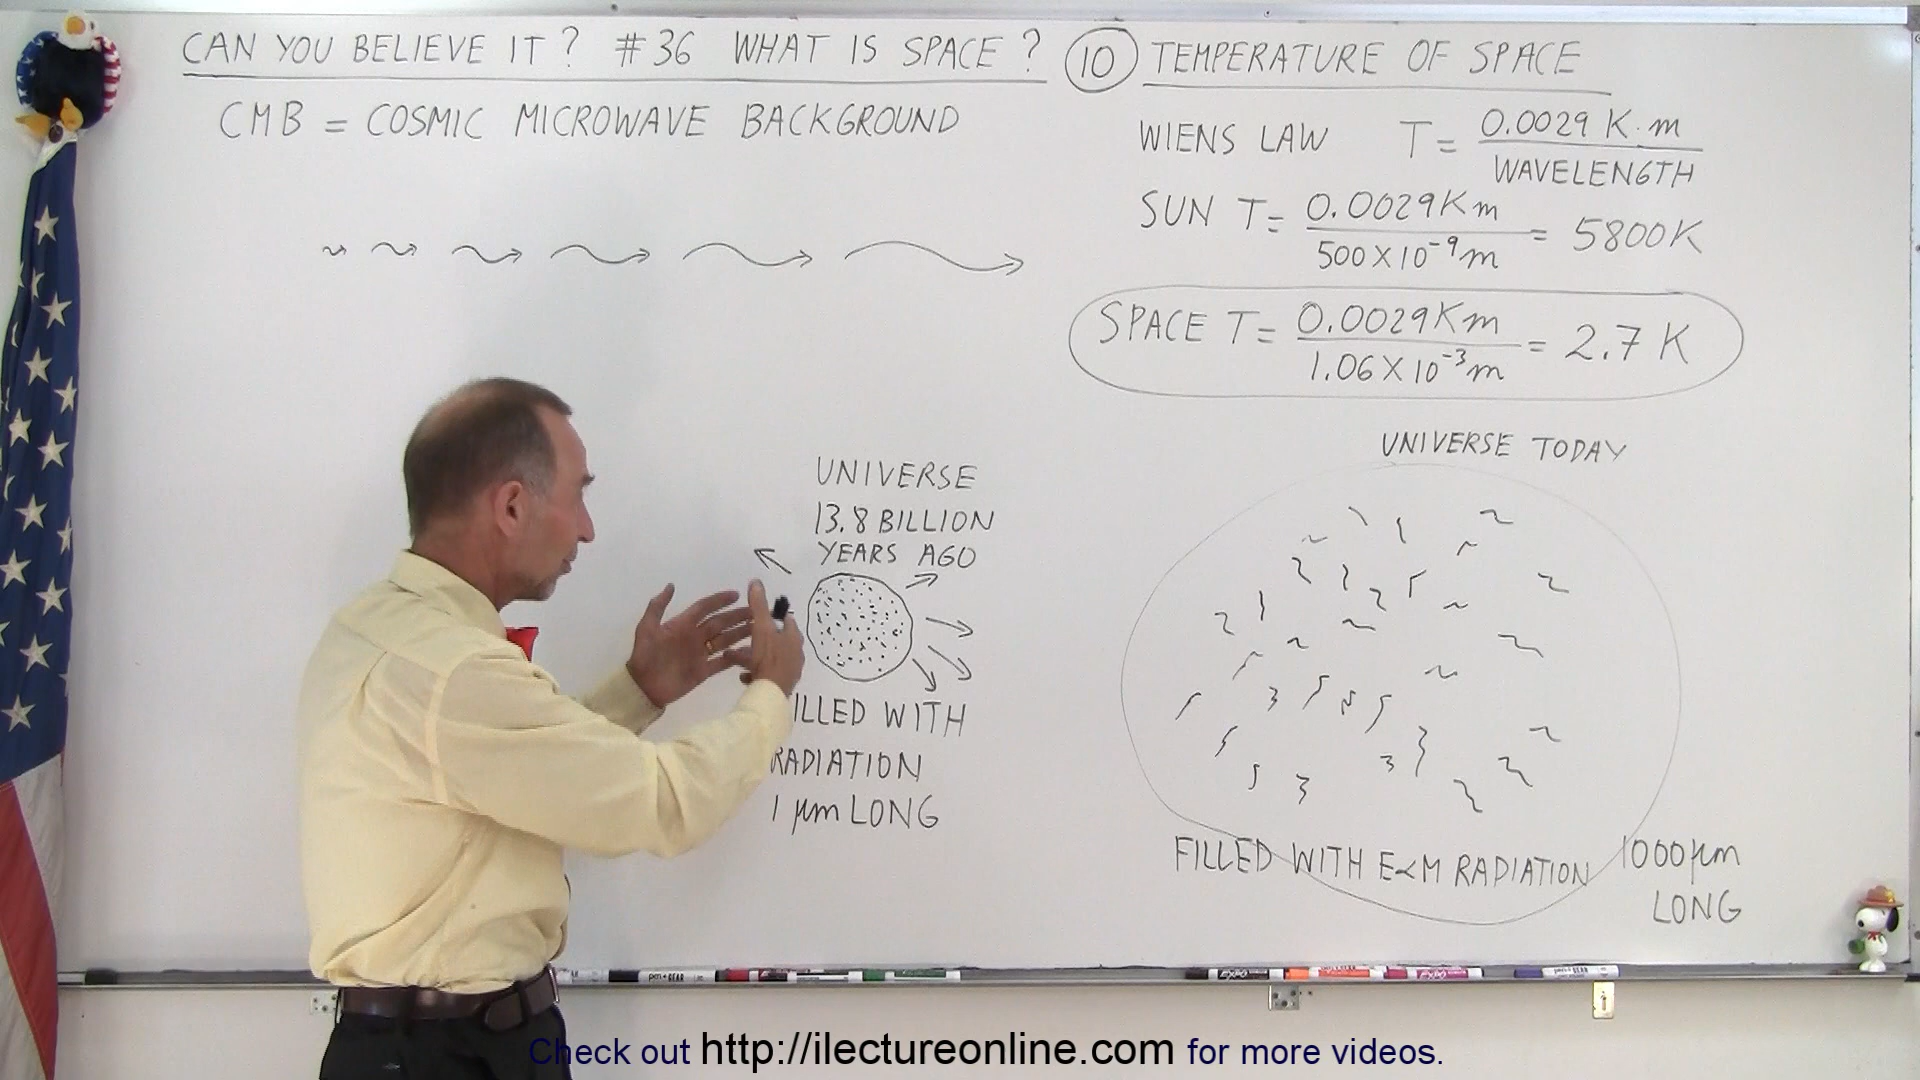 CAN YOU BELIEVE IT? #36 WHAT IS SPACE? 10 TEMPERATURE OF SPACE
CMB = COSMIC MICROWAVE BACKGROUND
WIENS LAW T = 0.0029 K·m / WAVELENGTH
SUN T = 0.0029 K m / 500 X 10⁻⁹ m = 5800 K
SPACE T = 0.0029 K m / 1.06 X 10⁻³ m = 2.7 K
UNIVERSE
13.8 BILLION
YEARS AGO
ILLED WITH
RADIATION
1 μm LONG
UNIVERSE TODAY
FILLED WITH E&M RADIATION 1000 μm
LONG
Check out http://ilectureonline.com for more videos.